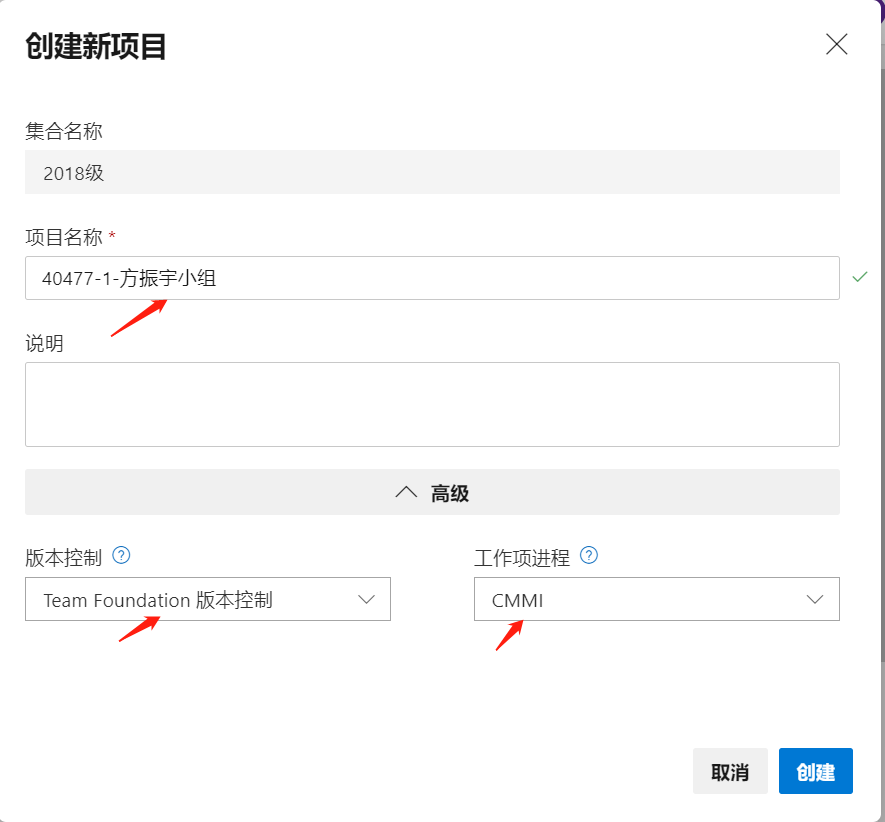 创建新项目
集合名称
2018级
项目名称 *
40477-1-方振宇小组
说明
高级
版本控制 ?
工作项进程 ?
Team Foundation 版本控制
CMMI
取消
创建